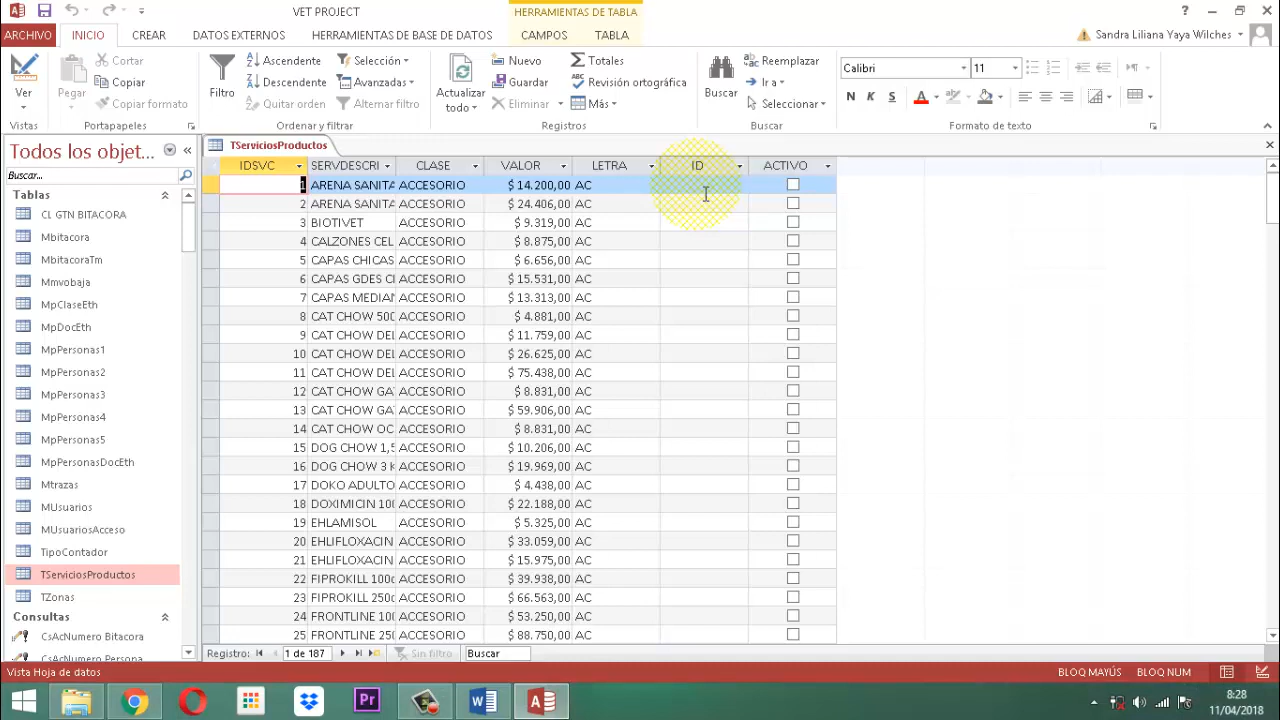 VET PROJECT
HERRAMIENTAS DE TABLA
ARCHIVO INICIO CREAR DATOS EXTERNOS HERRAMIENTAS DE BASE DE DATOS CAMPOS TABLA Sandra Liliana Yaya Wilches
Ver
Vistas
Pegar
Cortar
Copiar
Copiar formato
Portapapeles
Filtro
Ascendente
Descendente
Quitar orden
Selección
Avanzadas
Alternar filtro
Ordenar y filtrar
Actualizar
todo
Nuevo
Guardar
Eliminar
Totales
Revisión ortográfica
Más
Registros
Buscar
Reemplazar
Ir a
Seleccionar
Buscar
Calibri 11
N K S
A
Formato de texto
Todos los objet...
Buscar...
Tablas
CL GTN BITACORA
Mbitacora
MbitacoraTm
Mmvobaja
MpClaseEth
MpDocEth
MpPersonas1
MpPersonas2
MpPersonas3
MpPersonas4
MpPersonas5
MpPersonasDocEth
Mtrazas
MUsuarios
MUsuariosAcceso
TipoContador
TServiciosProductos
TZonas
Consultas
CsAcNumero Bitacora
CsAcNumero Persona
TServiciosProductos
IDSVC SERVDESCRI CLASE VALOR LETRA ID ACTIVO
1 ARENA SANITA ACCESORIO $ 14.200,00 AC
2 ARENA SANITA ACCESORIO $ 24.406,00 AC
3 BIOTIVET ACCESORIO $ 9.319,00 AC
4 CALZONES CEL ACCESORIO $ 8.875,00 AC
5 CAPAS CHICAS ACCESORIO $ 6.656,00 AC
6 CAPAS GDES C ACCESORIO $ 15.531,00 AC
7 CAPAS MEDIAN ACCESORIO $ 13.313,00 AC
8 CAT CHOW 500 ACCESORIO $ 4.881,00 AC
9 CAT CHOW DEL ACCESORIO $ 11.759,00 AC
10 CAT CHOW DEL ACCESORIO $ 26.625,00 AC
11 CAT CHOW DEL ACCESORIO $ 75.438,00 AC
12 CAT CHOW GA ACCESORIO $ 8.831,00 AC
13 CAT CHOW GA ACCESORIO $ 59.906,00 AC
14 CAT CHOW OC ACCESORIO $ 8.831,00 AC
15 DOG CHOW 1,5 ACCESORIO $ 10.206,00 AC
16 DOG CHOW 3 K ACCESORIO $ 19.969,00 AC
17 DOKO ADULTO ACCESORIO $ 4.438,00 AC
18 DOXIMICIN 100 ACCESORIO $ 22.188,00 AC
19 EHLAMISOL ACCESORIO $ 5.325,00 AC
20 EHLIFLOXACIN ACCESORIO $ 33.059,00 AC
21 EHLIFLOXACIN ACCESORIO $ 15.975,00 AC
22 FIPROKILL 100 ACCESORIO $ 39.938,00 AC
23 FIPROKILL 250 ACCESORIO $ 66.563,00 AC
24 FRONTLINE 100 ACCESORIO $ 53.250,00 AC
25 FRONTLINE 250 ACCESORIO $ 88.750,00 AC
Registro: 1 de 187 Sin filtro Buscar
Vista Hoja de datos BLOQ MAYÚS BLOQ NUM
Pr
8:28
11/04/2018